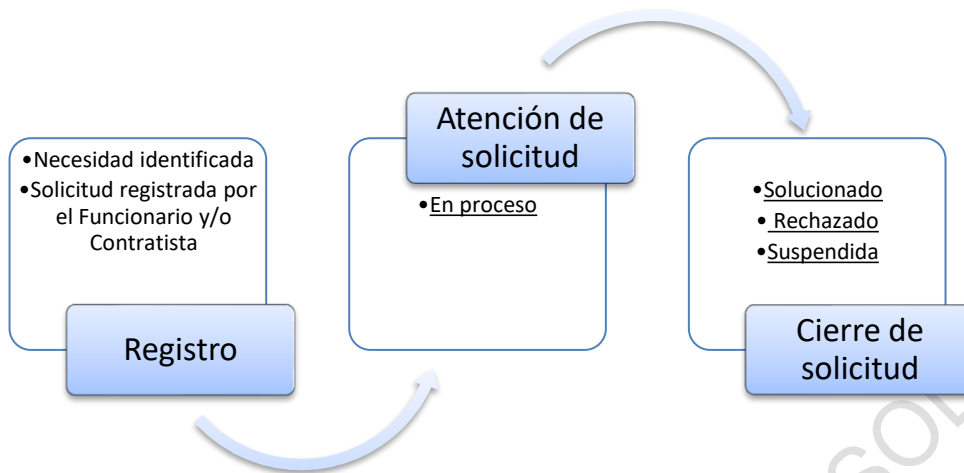 •Necesidad identificada
•Solicitud registrada por
el Funcionario y/o
Contratista
Registro
Atención de
solicitud
•En proceso
•Solucionado
• Rechazado
•Suspendida
Cierre de
solicitud